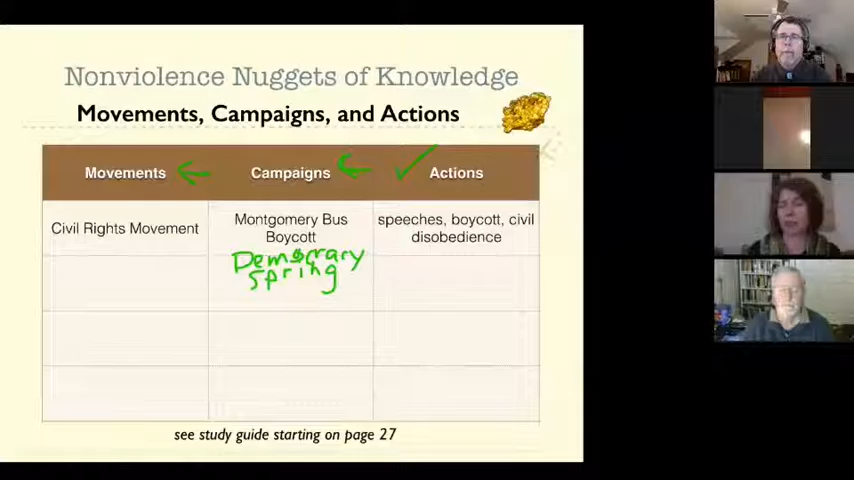 Nonviolence Nuggets of Knowledge
Movements, Campaigns, and Actions
Movements
Campaigns
Actions
Civil Rights Movement
Montgomery Bus
Boycott
speeches, boycott, civil
disobedience
Democracy
Spring
see study guide starting on page 27